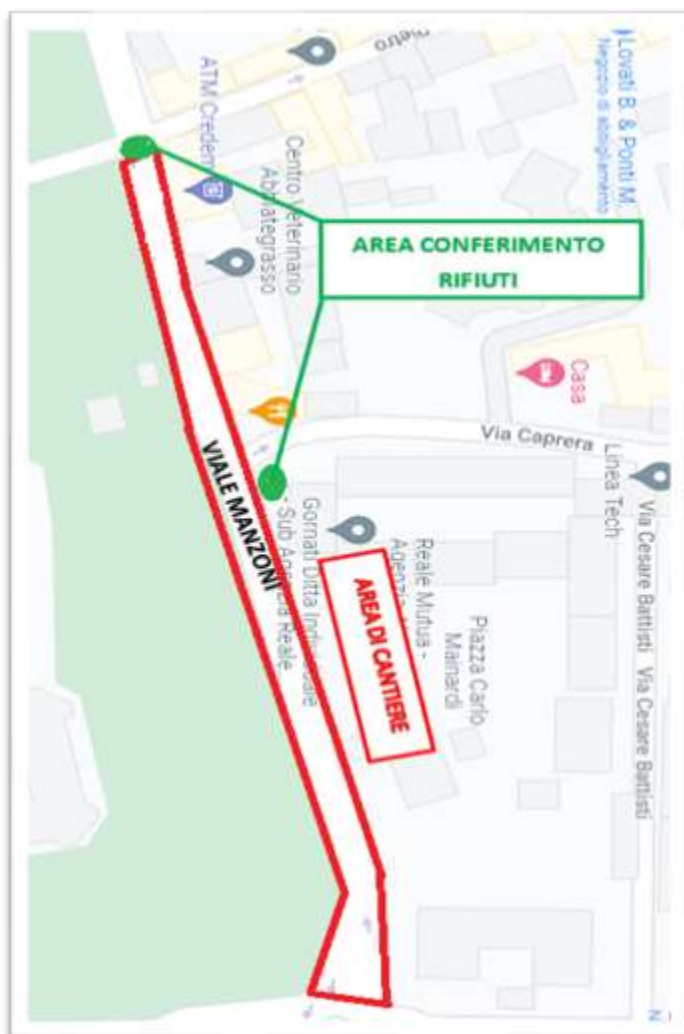 Pietro
Lovati B. & Ponti M.
Negozio di abbigliamento
ATM Credem
Centro Veterinario
Abbiategrasso
AREA CONFERIMENTO
RIFIUTI
Casa
Via Caprera
Linea Tech
Via Cesare Battisti Via Cesare Battisti
VIALE MANZONI
Gornati Ditta Individuale
- Sub Agenzia Reale
Reale Mutua -
AREA DI CANTIERE
Piazza Carlo
Mainardi
N.